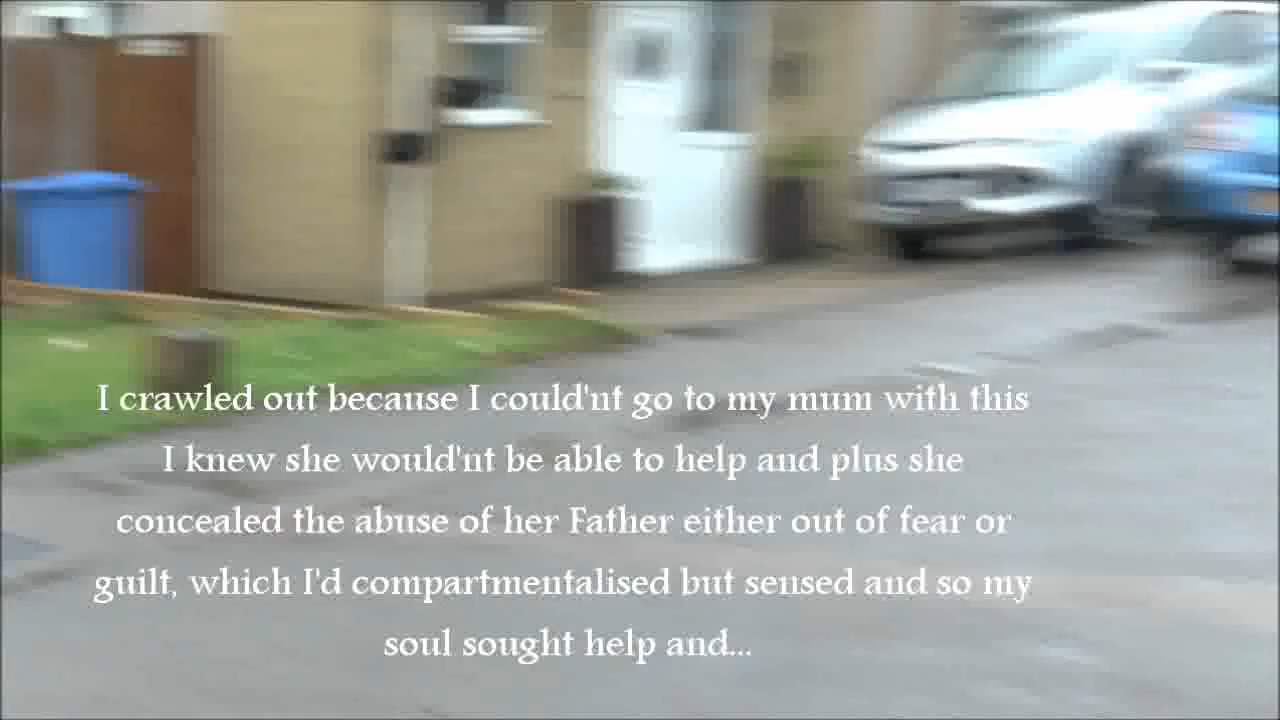 I crawled out because I could'nt go to my mum with this
I knew she would'nt be able to help and plus she
concealed the abuse of her Father either out of fear or
guilt, which I'd compartmentalised but sensed and so my
soul sought help and...